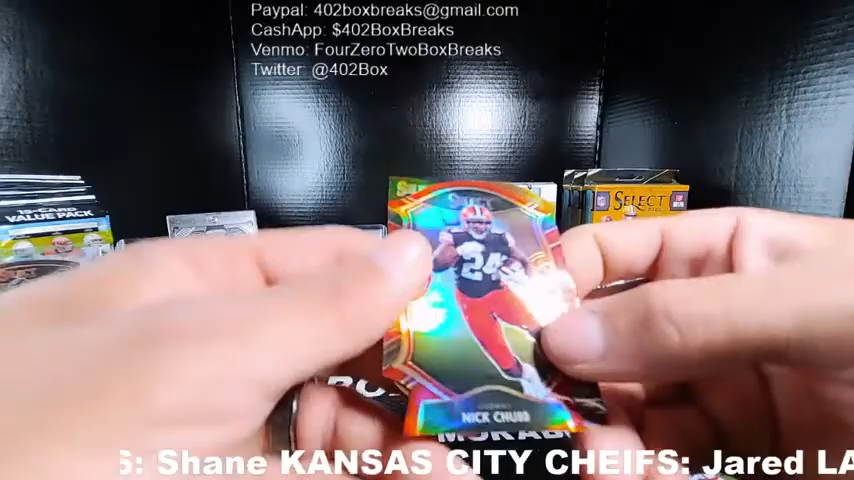 Paypal: 402boxbreaks@gmail.com
CashApp: $402BoxBreaks
Venmo: FourZeroTwoBoxBreaks
Twitter: @402Box
SELECT
VALUE PACK
24
NICK CHUBB
S: Shane KANSAS CITY CHEIFS: Jared LA